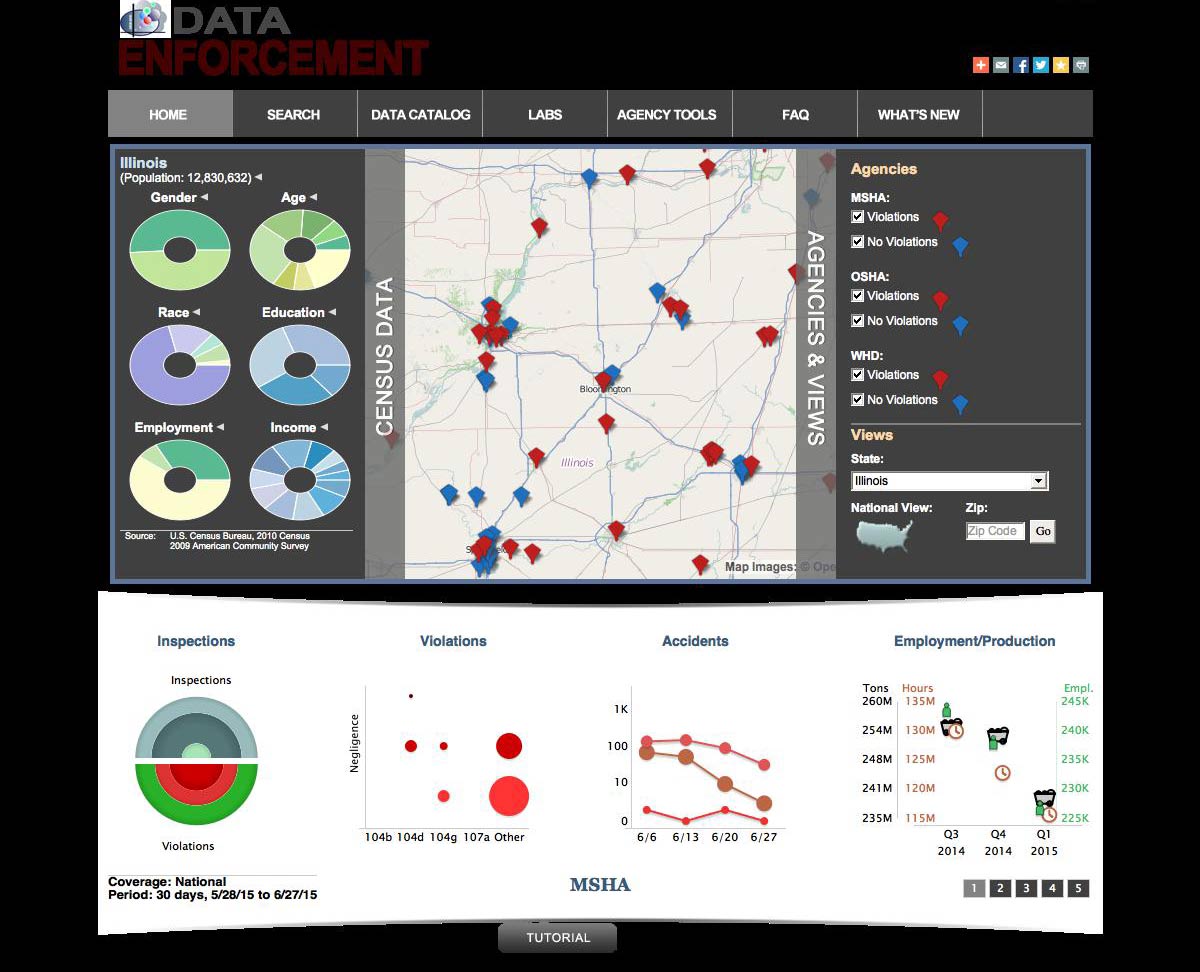 DATA
ENFORCEMENT
HOME
SEARCH
DATA CATALOG
LABS
AGENCY TOOLS
FAQ
WHAT'S NEW
Illinois
(Population: 12,830,632)
Gender
Age
Race
Education
Employment
Income
Source: U.S. Census Bureau, 2010 Census
2009 American Community Survey
CENSUS DATA
Bloomington
Illinois
Map images: © Ope
AGENCIES & VIEWS
Agencies
MSHA:
Violations
No Violations
OSHA:
Violations
No Violations
WHD:
Violations
No Violations
Views
State:
Illinois
National View:
Zip:
Zip Code
Go
Inspections
Inspections
Violations
Violations
Negligence
104b 104d 104g 107a Other
Accidents
1K
100
10
0
6/6 6/13 6/20 6/27
Employment/Production
Tons Hours Empl.
260M 135M 245K
254M 130M 240K
248M 125M 235K
241M 120M 230K
235M 115M 225K
Q3 Q4 Q1
2014 2014 2015
Coverage: National
Period: 30 days, 5/28/15 to 6/27/15
MSHA
1 2 3 4 5
TUTORIAL